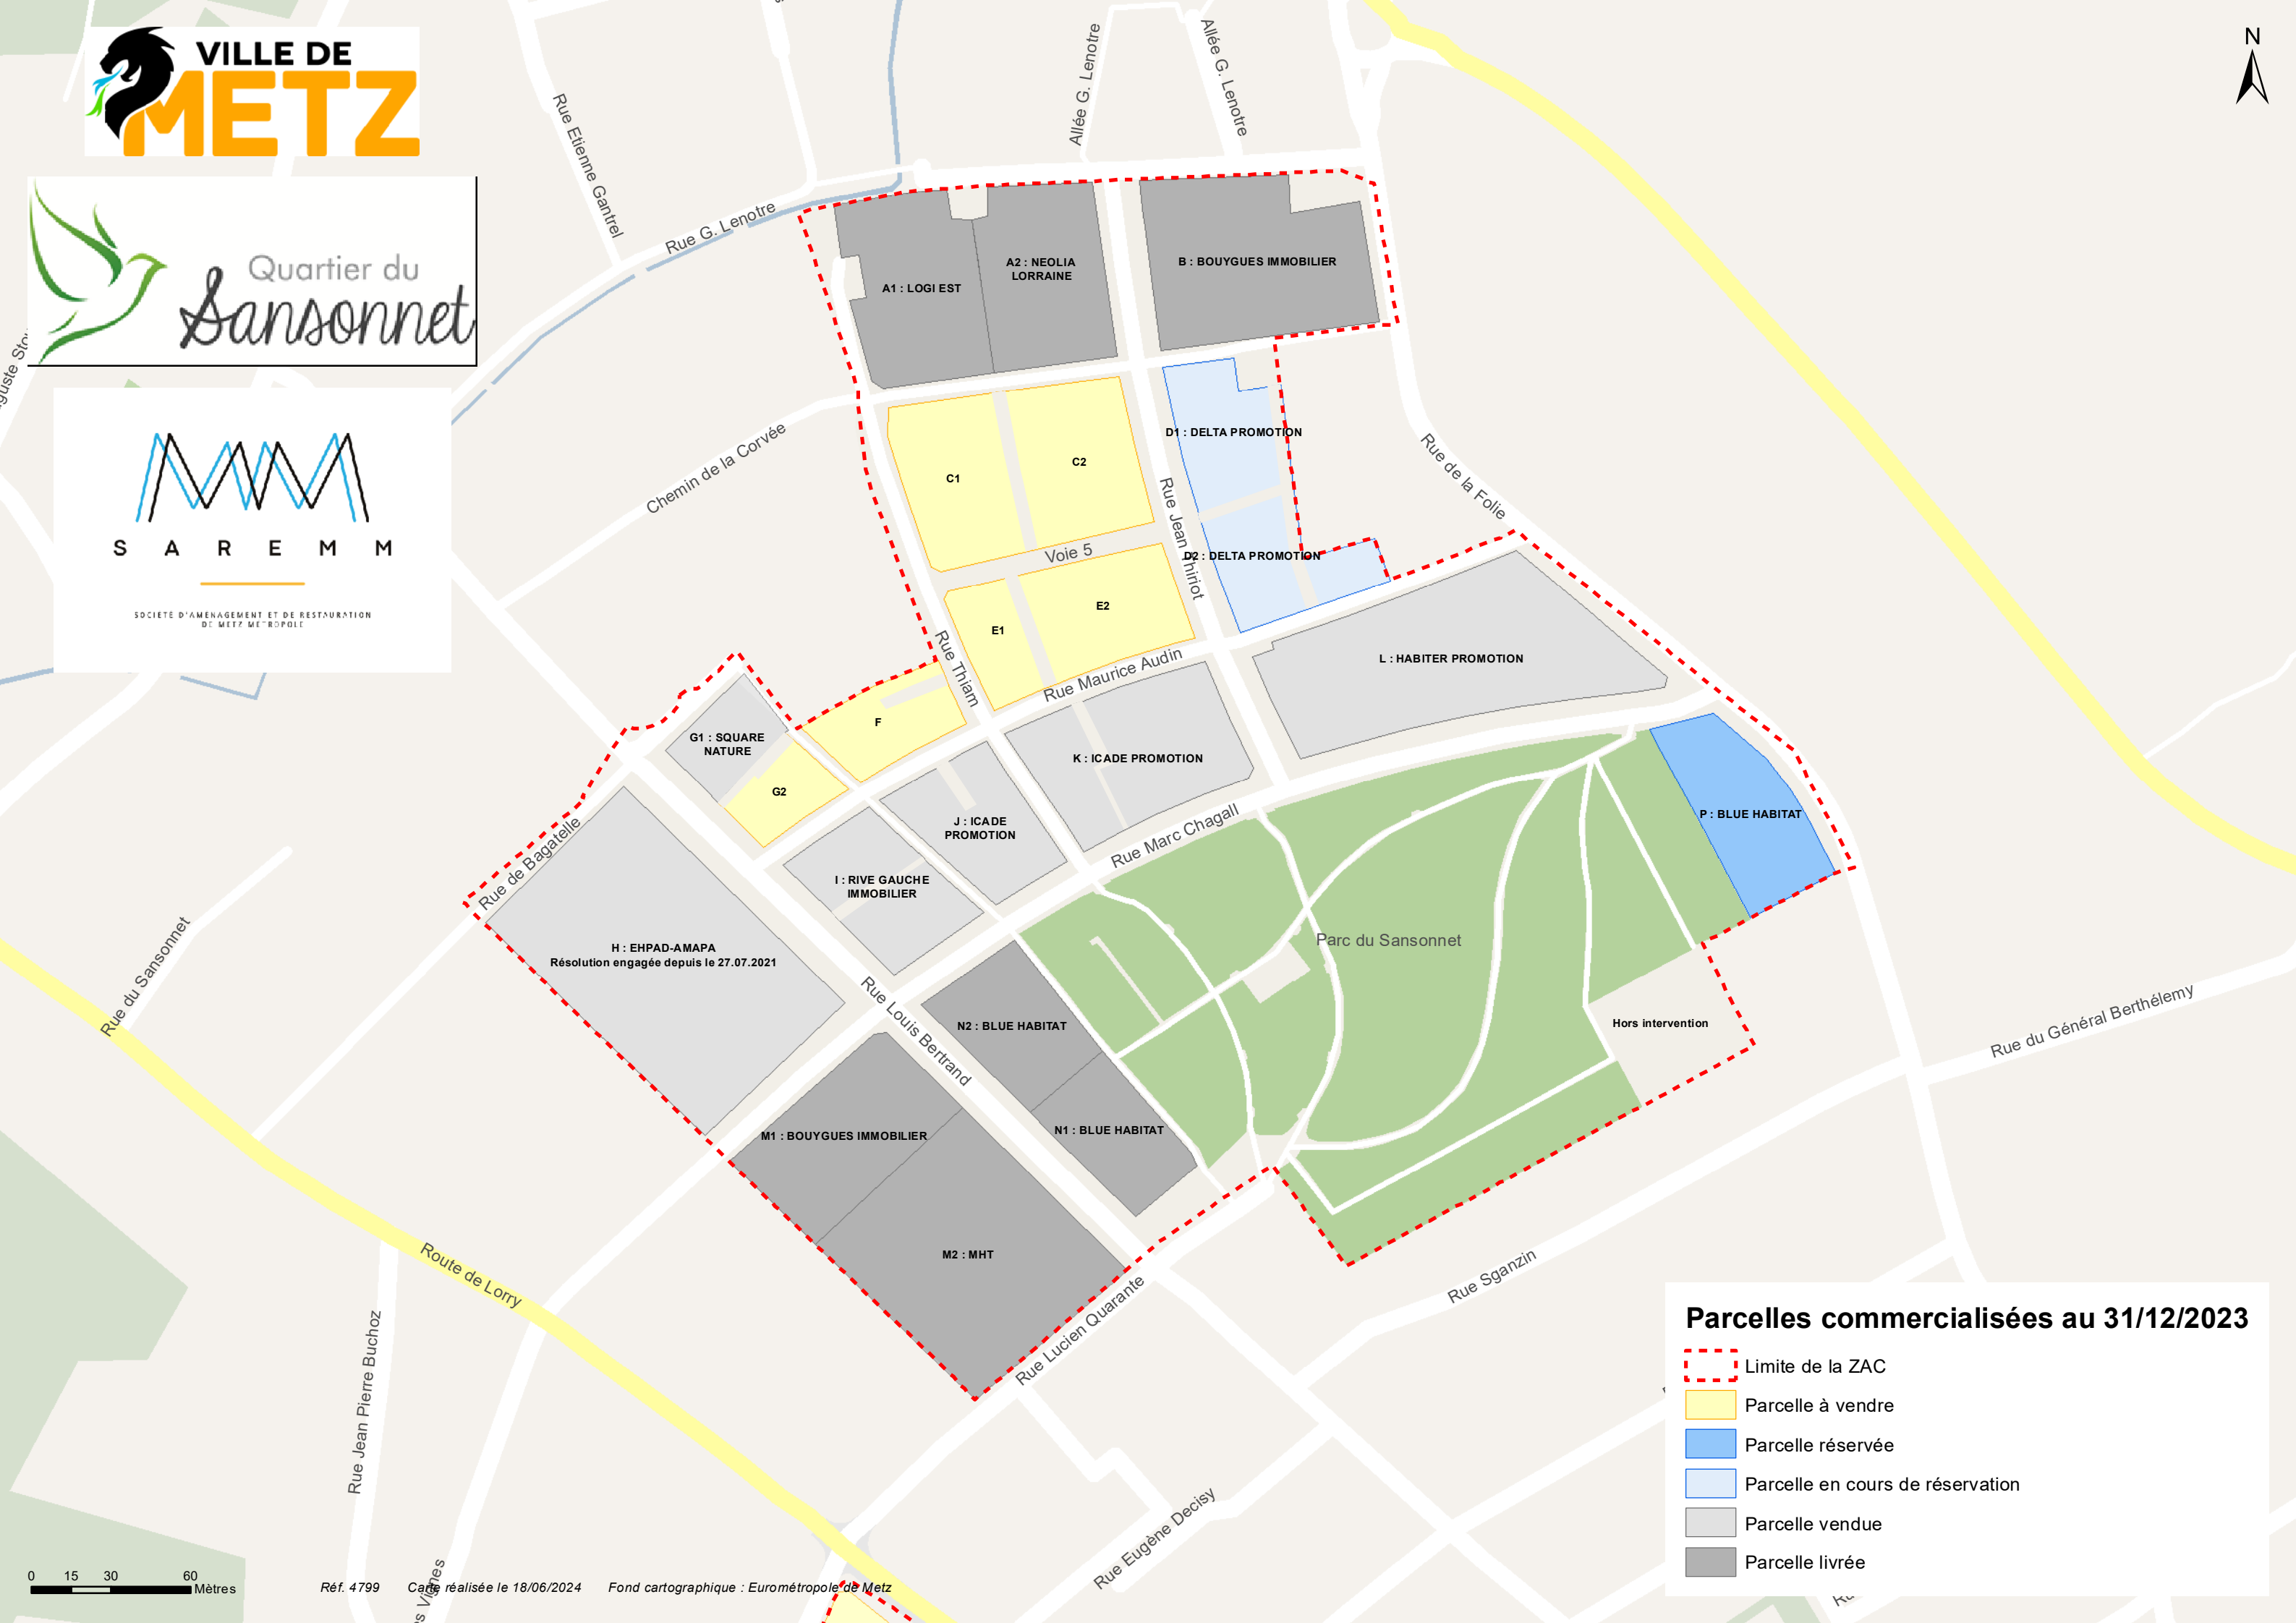 VILLE DE
METZ
Quartier du
Sansonnet
SAREMM
SOCIÉTÉ D'AMÉNAGEMENT ET DE RESTAURATION
DE METZ MÉTROPOLE
N
Rue Etienne Gantrel
Allée G. Lenotre
Allée G. Lenotre
Rue G. Lenotre
A1 : LOGI EST
A2 : NEOLIA
LORRAINE
B : BOUYGUES IMMOBILIER
Chemin de la Corvée
C1
C2
D1 : DELTA PROMOTION
Rue de la Folie
Rue Jean Thiriot
Voie 5
D2 : DELTA PROMOTION
E1
E2
Rue Thiam
Rue Maurice Audin
L : HABITER PROMOTION
F
G1 : SQUARE
NATURE
G2
K : ICADE PROMOTION
J : ICADE
PROMOTION
Rue Marc Chagall
P : BLUE HABITAT
Rue de Bagatelle
I : RIVE GAUCHE
IMMOBILIER
Rue du Sansonnet
H : EHPAD-AMAPA
Résolution engagée depuis le 27.07.2021
Parc du Sansonnet
Rue Louis Bertrand
N2 : BLUE HABITAT
Hors intervention
Rue du Général Berthélemy
M1 : BOUYGUES IMMOBILIER
N1 : BLUE HABITAT
M2 : MHT
Route de Lorry
Rue Lucien Quarante
Rue Sganzin
Rue Jean Pierre Buchoz
Rue Eugène Decisy
Parcelles commercialisées au 31/12/2023
Limite de la ZAC
Parcelle à vendre
Parcelle réservée
Parcelle en cours de réservation
Parcelle vendue
Parcelle livrée
0 15 30 60
Mètres
Réf. 4799 Carte réalisée le 18/06/2024 Fond cartographique : Eurométropole de Metz